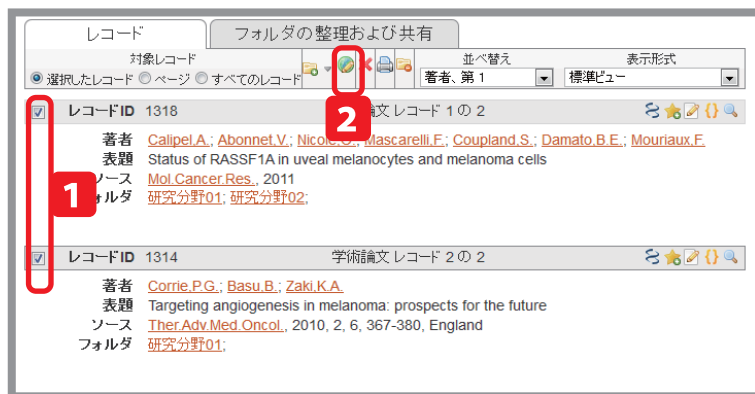 レコード フォルダの整理および共有
対象レコード 並べ替え 表示形式
選択したレコード ページ すべてのレコード 著者、第 1 標準ビュー
2
レコードID 1318 論文 レコード 1 の 2
著者 Calipel,A.; Abonnet,V.; Nicole,O.; Mascarelli,F.; Coupland,S.; Damato,B.E.; Mouriaux,F.
表題 Status of RASSF1A in uveal melanocytes and melanoma cells
1
ソース Mol.Cancer.Res., 2011
ォルダ 研究分野01; 研究分野02;
レコードID 1314 学術論文 レコード 2 の 2
著者 Corrie,P.G.; Basu,B.; Zaki,K.A.
表題 Targeting angiogenesis in melanoma: prospects for the future
ソース Ther.Adv.Med.Oncol., 2010, 2, 6, 367-380, England
フォルダ 研究分野01;